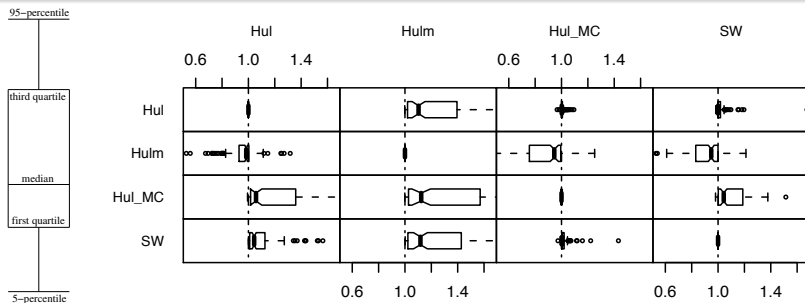 95−percentile
third quartile
median
first quartile
5−percentile
Hul Hulm Hul_MC SW
0.6 1.0 1.4 0.6 1.0 1.4
Hul
Hulm
Hul_MC
SW
0.6 1.0 1.4 0.6 1.0 1.4